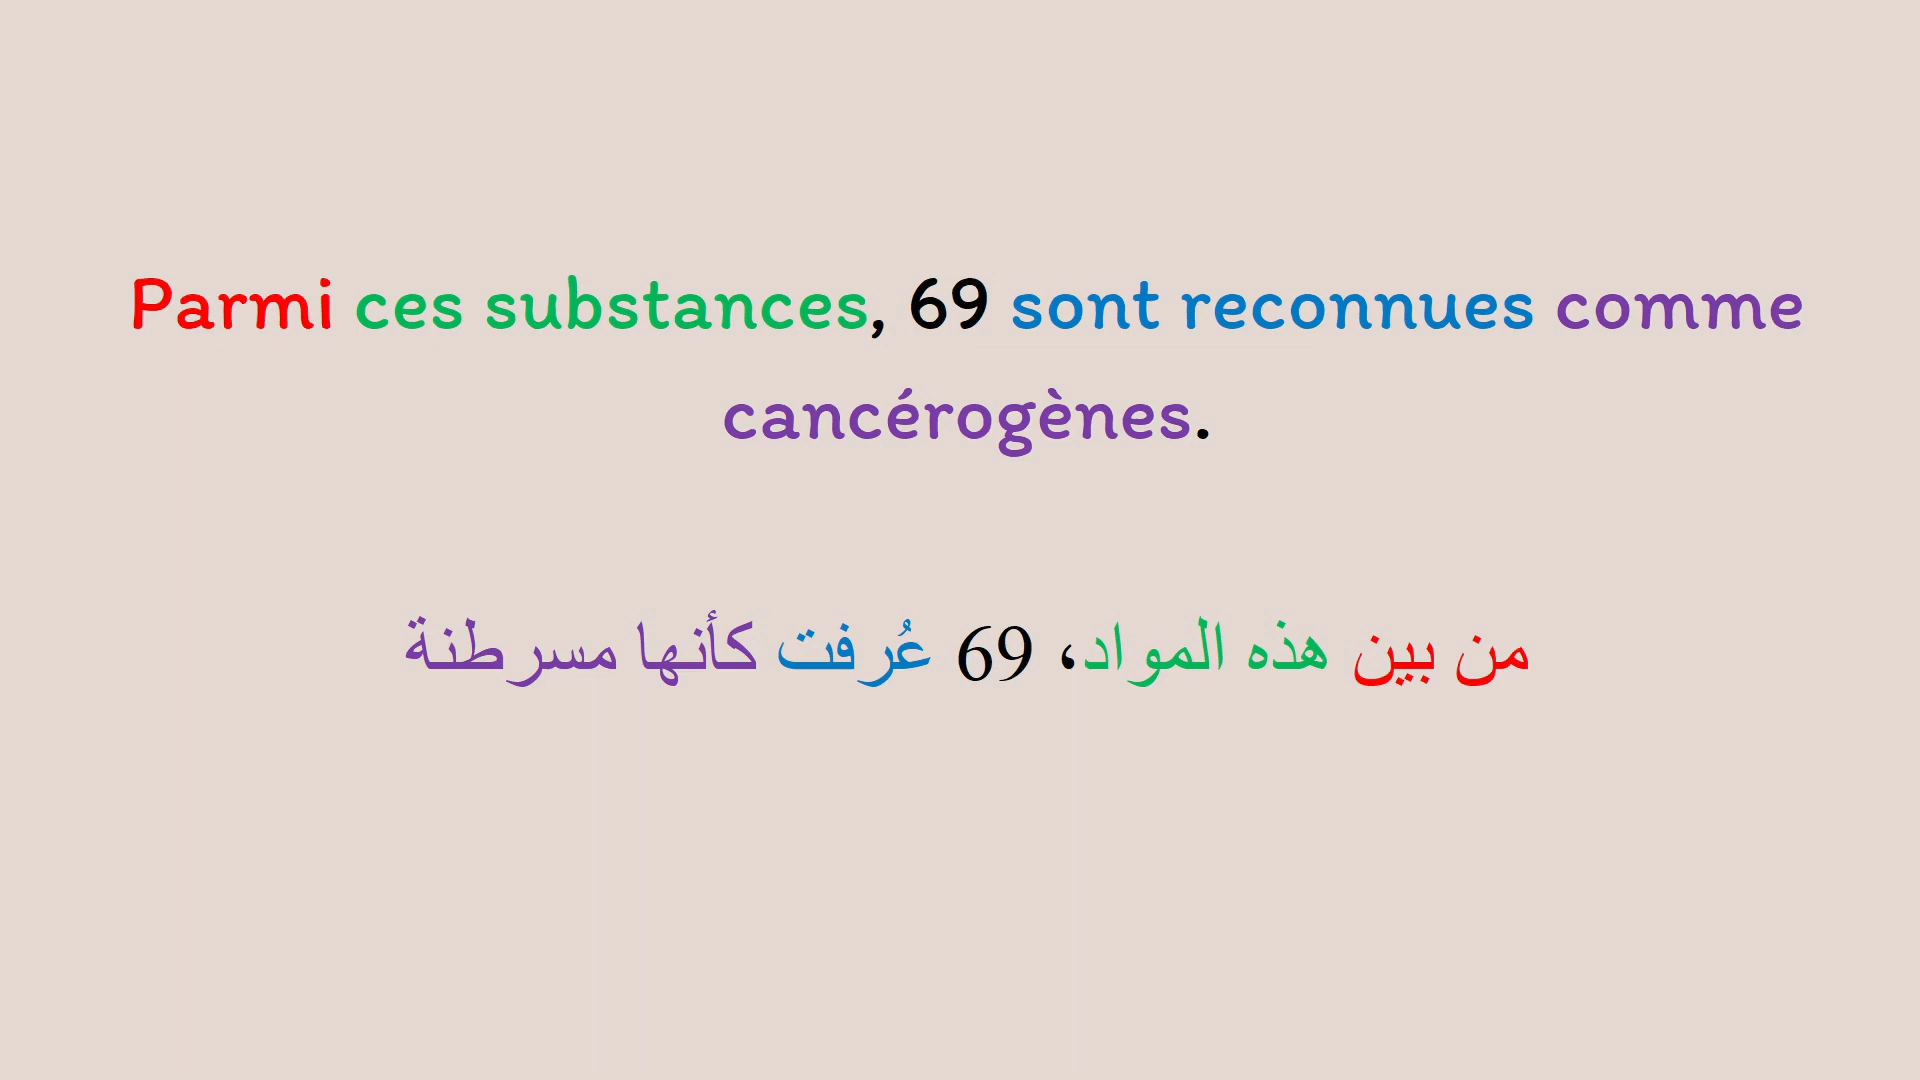 Parmi ces substances, 69 sont reconnues comme
cancérogènes.
من بين هذه المواد، 69 عُرفت كأنها مسرطنة